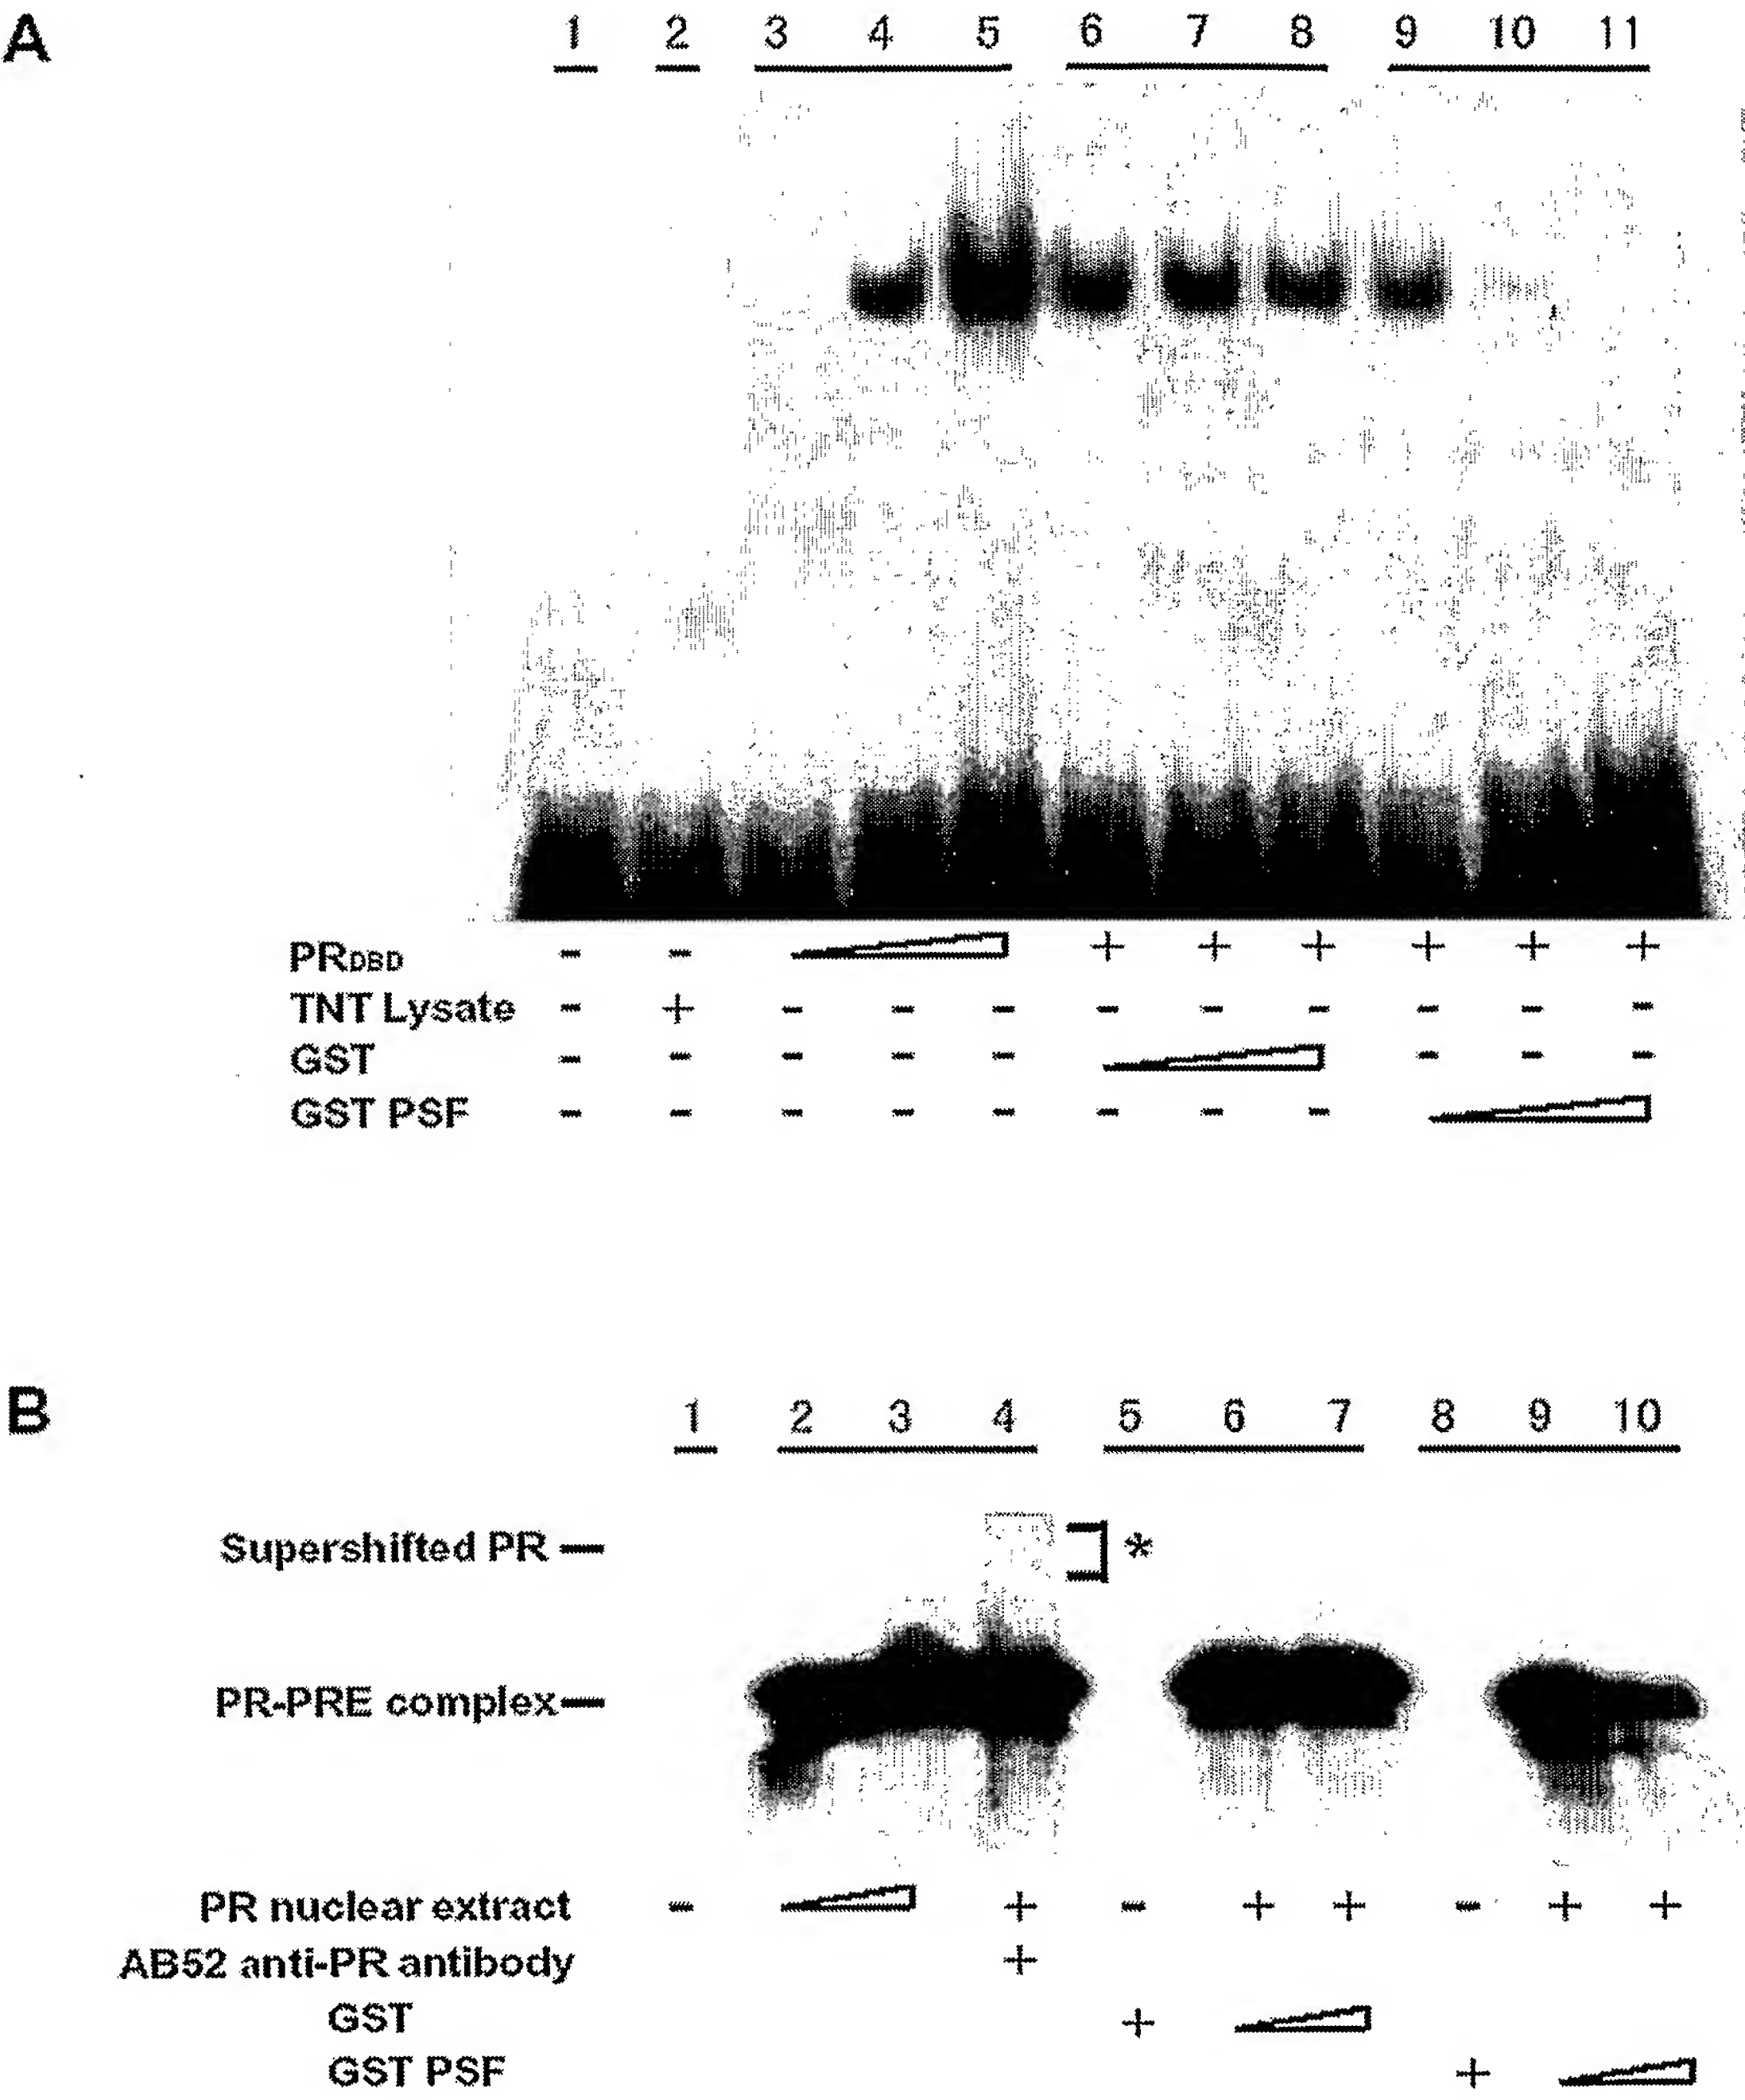 A 1 2 3 4 5 6 7 8 9 10 11
PRDBD - - + + + + + +
TNT Lysate - + - - - - - - - - -
GST - - - - - - - -
GST PSF - - - - - - - -
B 1 2 3 4 5 6 7 8 9 10
Supershifted PR *
PR-PRE complex
PR nuclear extract - + - + + - + +
AB52 anti-PR antibody +
GST +
GST PSF +